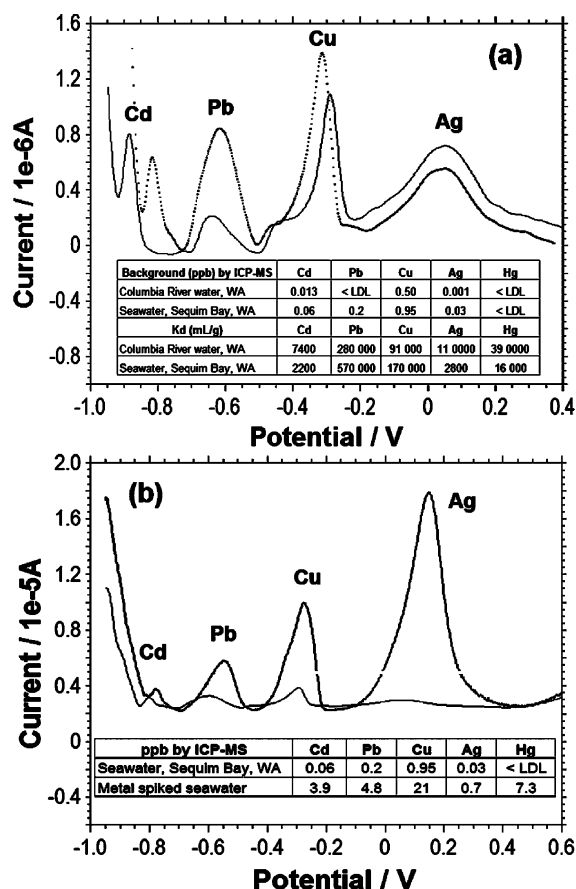 (a)
Cd
Pb
Cu
Ag
Current / 1e-6A
1.6
1.2
0.8
0.4
0
-0.4
-0.8
Background (ppb) by ICP-MS Cd Pb Cu Ag Hg
Columbia River water, WA 0.013 < LDL 0.50 0.001 < LDL
Seawater, Sequim Bay, WA 0.06 0.2 0.95 0.03 < LDL
Kd (mL/g) Cd Pb Cu Ag Hg
Columbia River water, WA 7400 280 000 91 000 11 0000 39 0000
Seawater, Sequim Bay, WA 2200 570 000 170 000 2800 16 000
-1.0 -0.8 -0.6 -0.4 -0.2 0 0.2 0.4
Potential / V
(b)
Cd
Pb
Cu
Ag
Current / 1e-5A
2.0
1.6
1.2
0.8
0.4
0
-0.4
ppb by ICP-MS Cd Pb Cu Ag Hg
Seawater, Sequim Bay, WA 0.06 0.2 0.95 0.03 < LDL
Metal spiked seawater 3.9 4.8 21 0.7 7.3
-1.0 -0.8 -0.6 -0.4 -0.2 0 0.2 0.4 0.6
Potential / V